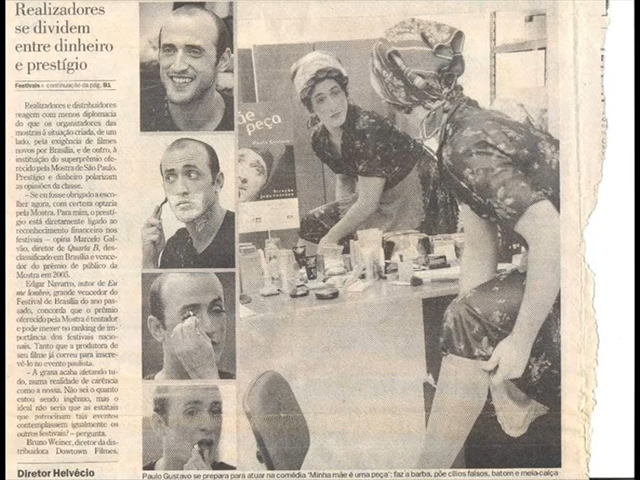 Realizadores
se dividem
entre dinheiro
e prestígio
Festivais • continuação da pág. B1
Realizadores e distribuidores
reagem com menos diplomacia
do que os organizadores das
mostras à situação criada, de um
lado, pela exigência de filmes
novos por Brasília, e de outro, à
instituição do superprêmio ofe-
recido pela Mostra de São Paulo.
Prestígio e dinheiro polarizam
as opiniões da classe.
– Se eu fosse obrigado a esco-
lher agora, com certeza optaria
pela Mostra. Para mim, o prestí-
gio está diretamente ligado ao
reconhecimento financeiro nos
festivais – opina Marcelo Gal-
vão, diretor de Quarta B, des-
classificado em Brasília e vence-
dor do prêmio de público da
Mostra em 2005.
Edgar Navarro, autor de Eu
me lembro, grande vencedor do
Festival de Brasília do ano pas-
sado, concorda que o prêmio
oferecido pela Mostra é tentador
e pode mexer no ranking de im-
portância dos festivais nacio-
nais. Tanto que a produtora de
seu filme já correu para inscre-
vê-lo no evento paulista.
– A grana acaba afetando tu-
do, numa realidade de carência
como a nossa. Não sei o quanto
estou sendo ingênuo, mas o
ideal não seria que as estatais
que patrocinam tais eventos
contemplassem igualmente os
outros festivais? – pergunta.
Bruno Weiner, diretor da dis-
tribuidora Dowtown Filmes,
Diretor Helvécio
ãe
peça
Paulo Gustavo
Paulo Gustavo se prepara para atuar na comédia 'Minha mãe é uma peça': faz a barba, põe cílios falsos, batom e meia-calça